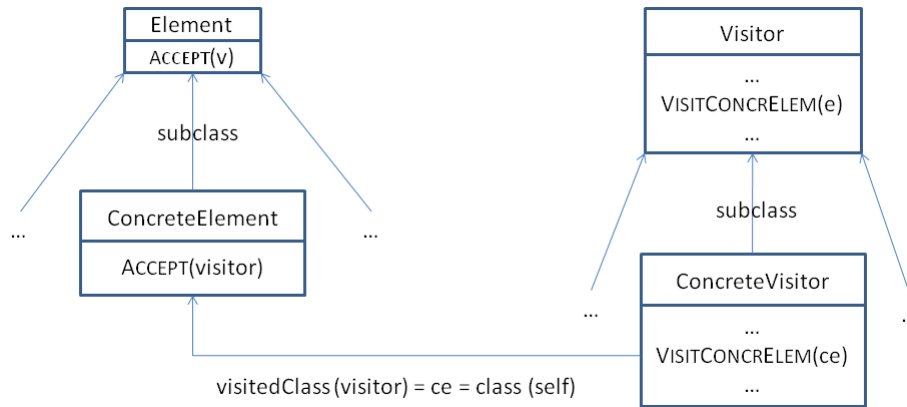 Element
ACCEPT(v)
subclass
...
ConcreteElement
...
ACCEPT(visitor)
Visitor
...
VISITCONCRELEM(e)
...
subclass
ConcreteVisitor
...
...
...
VISITCONCRELEM(ce)
...
visitedClass(visitor) = ce = class (self)